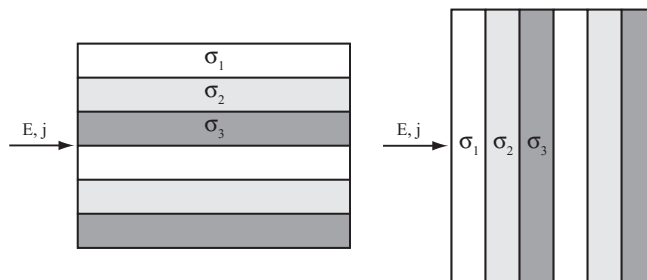 σ₁
σ₂
E, j
σ₃
E, j
σ₁ σ₂ σ₃